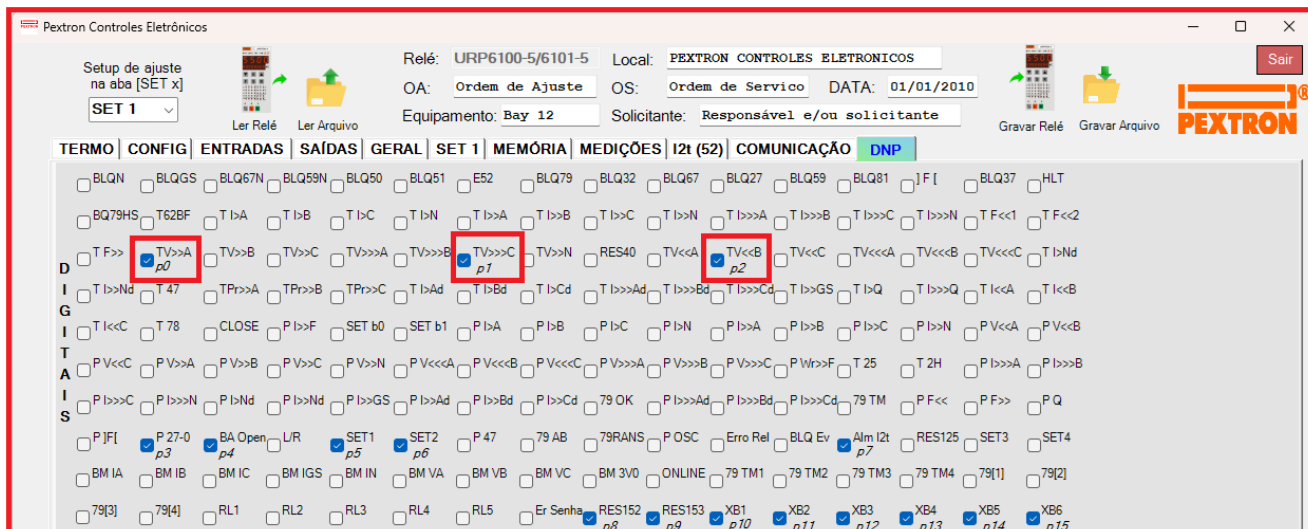 PEXTRON Pextron Controles Eletrônicos
Setup de ajuste
na aba [SET x]
SET 1
Ler Relé Ler Arquivo
Relé: URP6100-5/6101-5 Local: PEXTRON CONTROLES ELETRONICOS
OA: Ordem de Ajuste OS: Ordem de Servico DATA: 01/01/2010
Equipamento: Bay 12 Solicitante: Responsável e/ou solicitante
Gravar Relé Gravar Arquivo
Sair
PEXTRON®
TERMO CONFIG ENTRADAS SAÍDAS GERAL SET 1 MEMÓRIA MEDIÇÕES I2t (52) COMUNICAÇÃO DNP
DIGITAIS
BLQN BLQGS BLQ67N BLQ59N BLQ50 BLQ51 E52 BLQ79 BLQ32 BLQ67 BLQ27 BLQ59 BLQ81 ] F [ BLQ37 HLT
BQ79HS T62BF T I>A T I>B T I>C T I>N T I>>A T I>>B T I>>C T I>>N T I>>>A T I>>>B T I>>>C T I>>>N T F<<1 T F<<2
T F>> TV>>A TV>>B TV>>C TV>>>A TV>>>B TV>>>C TV>>N RES40 TV<<A TV<<B TV<<C TV<<<A TV<<<B TV<<<C T I>Nd
p0 p1 p2
T I>>Nd T 47 TPr>>A TPr>>B TPr>>C T I>Ad T I>Bd T I>Cd T I>>>Ad T I>>>Bd T I>>>Cd T I>>GS T I>Q T I>>>Q T I<<A T I<<B
T I<<C T 78 CLOSE P I>>F SET b0 SET b1 P I>A P I>B P I>C P I>N P I>>A P I>>B P I>>C P I>>N P V<<A P V<<B
P V<<C P V>>A P V>>B P V>>C P V>>N P V<<<A P V<<<B P V<<<C P V>>>A P V>>>B P V>>>C P Wr>>F T 25 T 2H P I>>>A P I>>>B
P I>>>C P I>>>N P I>Nd P I>>Nd P I>>GS P I>>Ad P I>>Bd P I>>Cd 79 OK P I>>>Ad P I>>>Bd P I>>>Cd 79 TM P F<< P F>> P Q
P ]F[ P 27-0 BA Open L/R SET1 SET2 P 47 79 AB 79RANS P OSC Erro Rel BLQ Ev Alm I2t RES125 SET3 SET4
p3 p4 p5 p6 p7
BM IA BM IB BM IC BM IGS BM IN BM VA BM VB BM VC BM 3V0 ONLINE 79 TM1 79 TM2 79 TM3 79 TM4 79[1] 79[2]
79[3] 79[4] RL1 RL2 RL3 RL4 RL5 Er Senha RES152 RES153 XB1 XB2 XB3 XB4 XB5 XB6
p8 p9 p10 p11 p12 p13 p14 p15